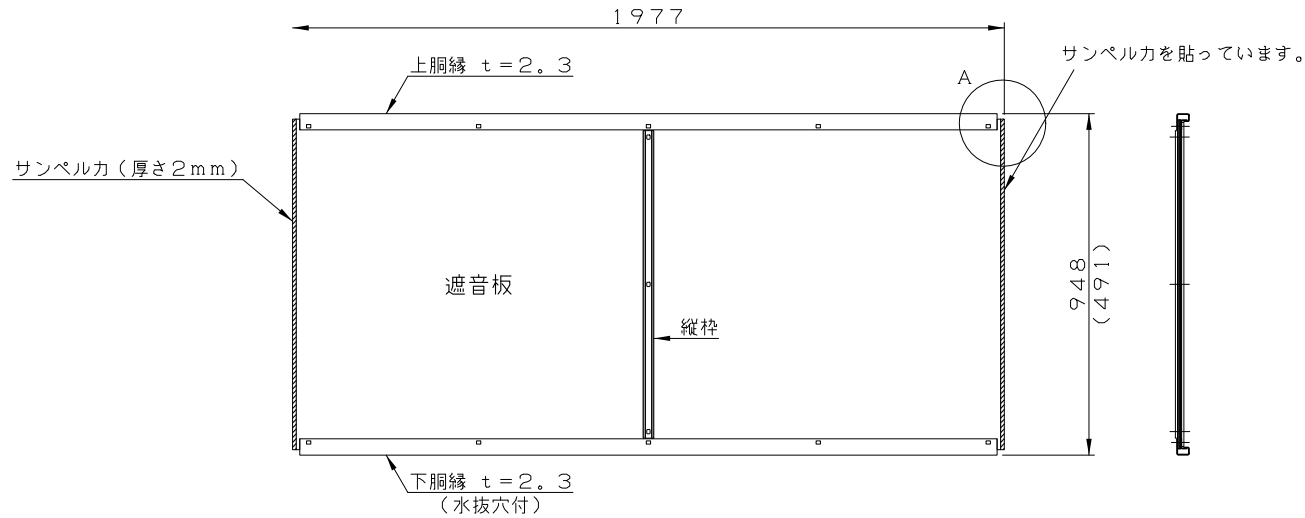 １９７７
サンペルカを貼っています。
上胴縁 ｔ＝２。３
A
サンペルカ（厚さ２ｍｍ）
遮音板
縦枠
９４８
（４９１）
下胴縁 ｔ＝２。３
（水抜穴付）